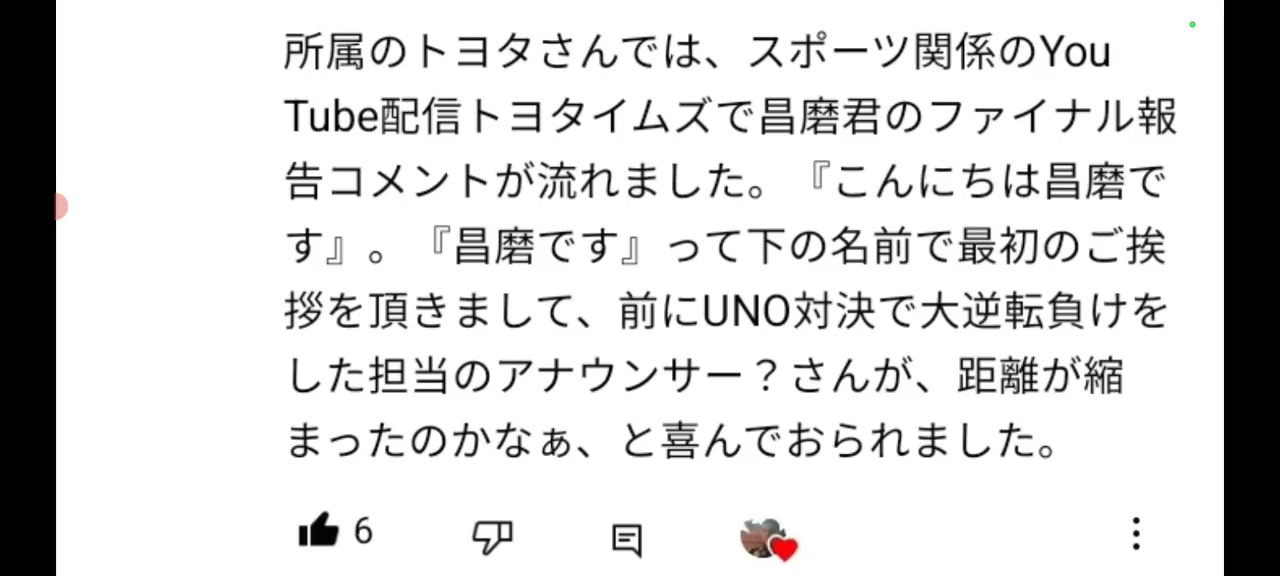 所属のトヨタさんでは、スポーツ関係のYou
Tube配信トヨタイムズで昌磨君のファイナル報
告コメントが流れました。『こんにちは昌磨で
す』。『昌磨です』って下の名前で最初のご挨
拶を頂きまして、前にUNO対決で大逆転負けを
した担当のアナウンサー？さんが、距離が縮
まったのかなぁ、と喜んでおられました。
6